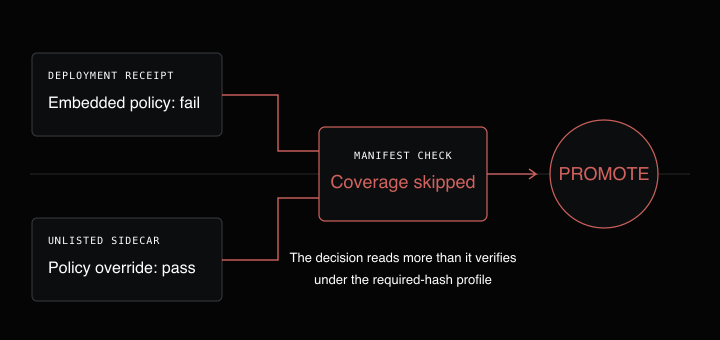 DEPLOYMENT RECEIPT
Embedded policy: fail
MANIFEST CHECK
Coverage skipped
PROMOTE
UNLISTED SIDECAR
Policy override: pass
The decision reads more than it verifies
under the required-hash profile